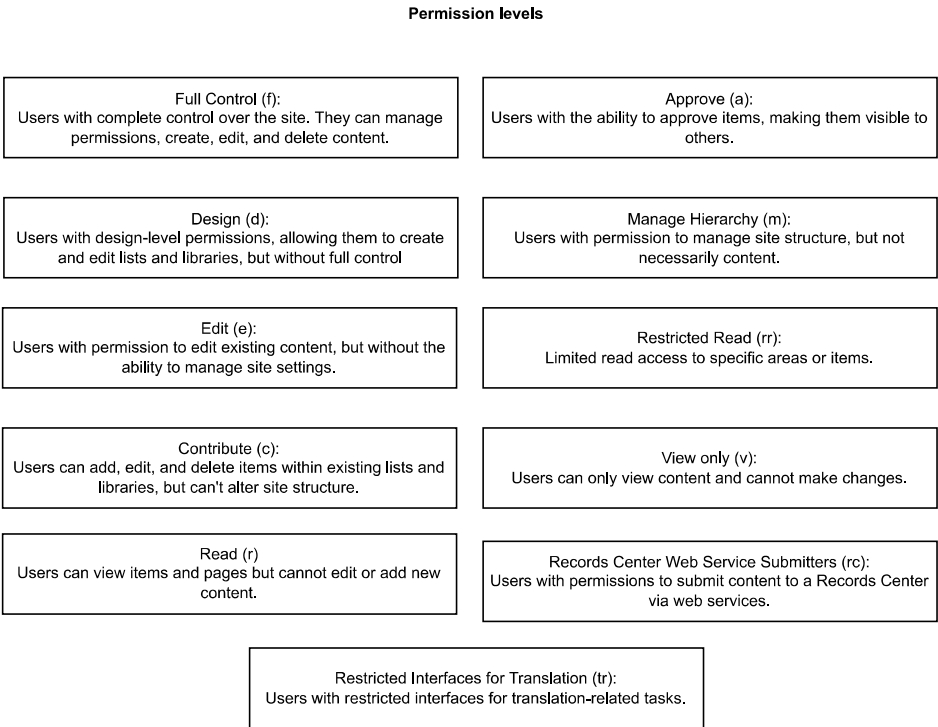 Permission levels
Full Control (f):
Users with complete control over the site. They can manage
permissions, create, edit, and delete content.
Approve (a):
Users with the ability to approve items, making them visible to
others.
Design (d):
Users with design-level permissions, allowing them to create
and edit lists and libraries, but without full control
Manage Hierarchy (m):
Users with permission to manage site structure, but not
necessarily content.
Edit (e):
Users with permission to edit existing content, but without the
ability to manage site settings.
Restricted Read (rr):
Limited read access to specific areas or items.
Contribute (c):
Users can add, edit, and delete items within existing lists and
libraries, but can't alter site structure.
View only (v):
Users can only view content and cannot make changes.
Read (r)
Users can view items and pages but cannot edit or add new
content.
Records Center Web Service Submitters (rc):
Users with permissions to submit content to a Records Center
via web services.
Restricted Interfaces for Translation (tr):
Users with restricted interfaces for translation-related tasks.